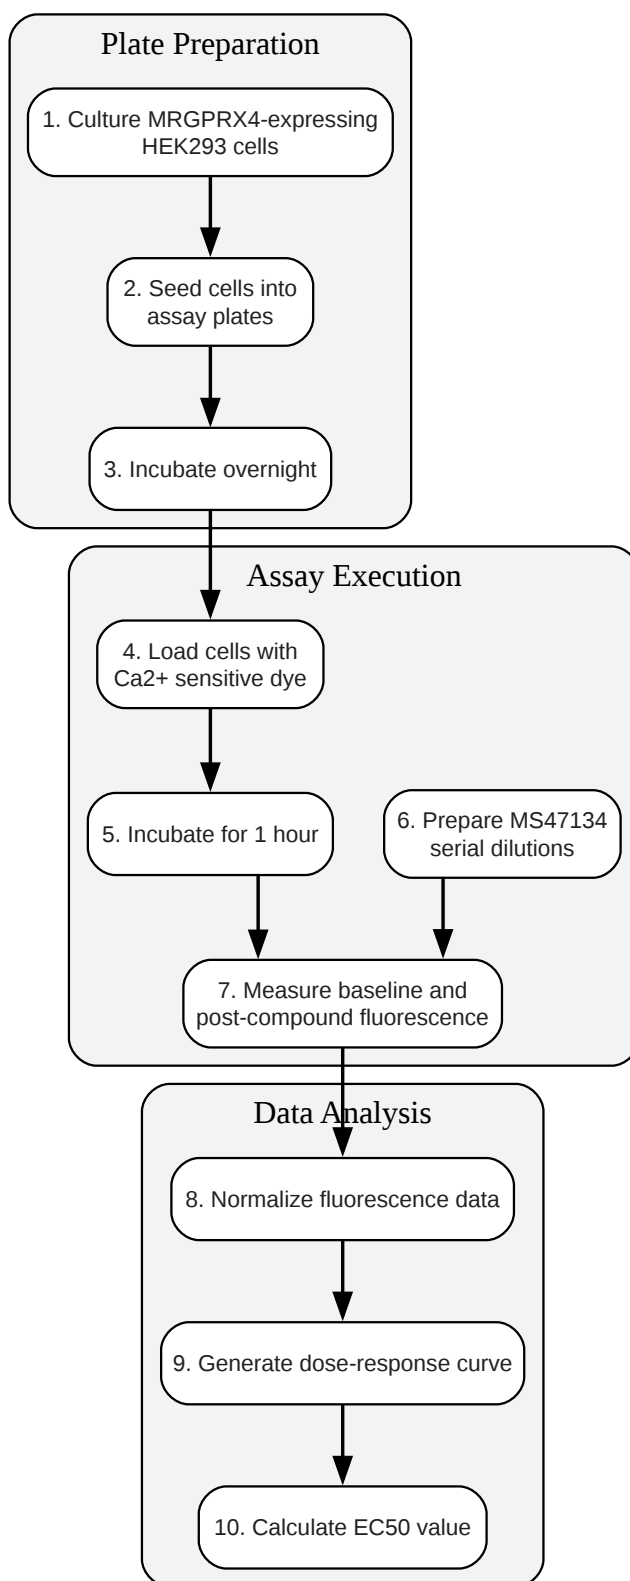 Plate Preparation
1. Culture MRGPRX4-expressing
HEK293 cells
2. Seed cells into
assay plates
3. Incubate overnight
Assay Execution
4. Load cells with
Ca2+ sensitive dye
5. Incubate for 1 hour
6. Prepare MS47134
serial dilutions
7. Measure baseline and
post-compound fluorescence
Data Analysis
8. Normalize fluorescence data
9. Generate dose-response curve
10. Calculate EC50 value